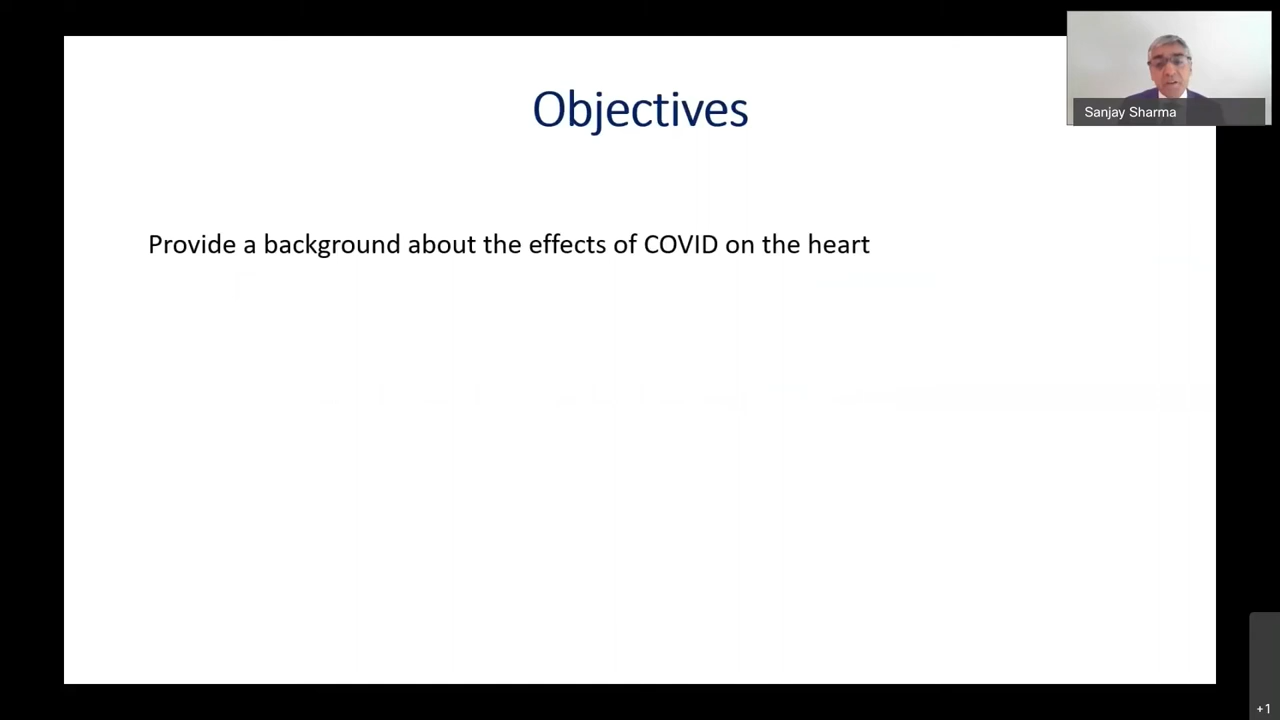 Objectives
Sanjay Sharma
Provide a background about the effects of COVID on the heart
+1